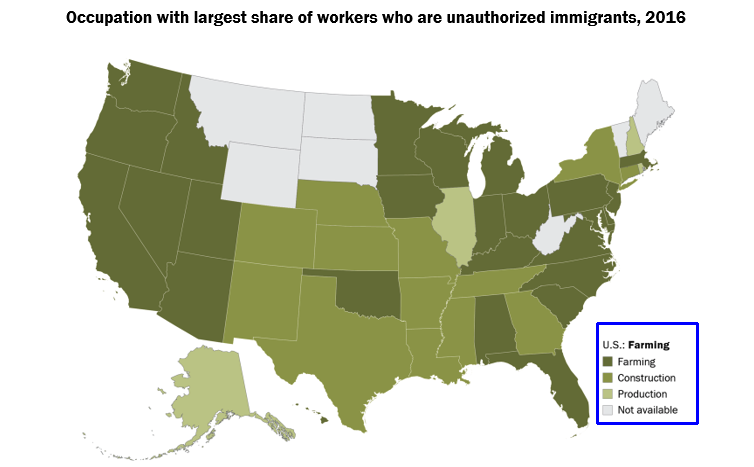 Occupation with largest share of workers who are unauthorized immigrants, 2016
U.S.: Farming
Farming
Construction
Production
Not available